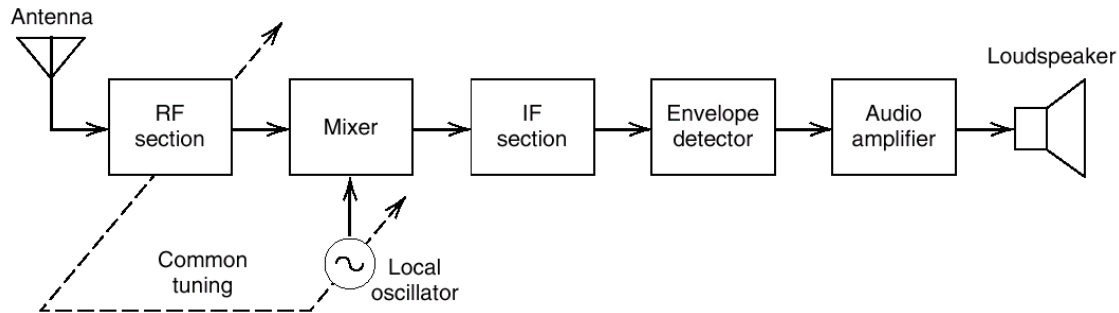 Antenna
RF
section
Mixer
IF
section
Envelope
detector
Audio
amplifier
Loudspeaker
Common
tuning
Local
oscillator